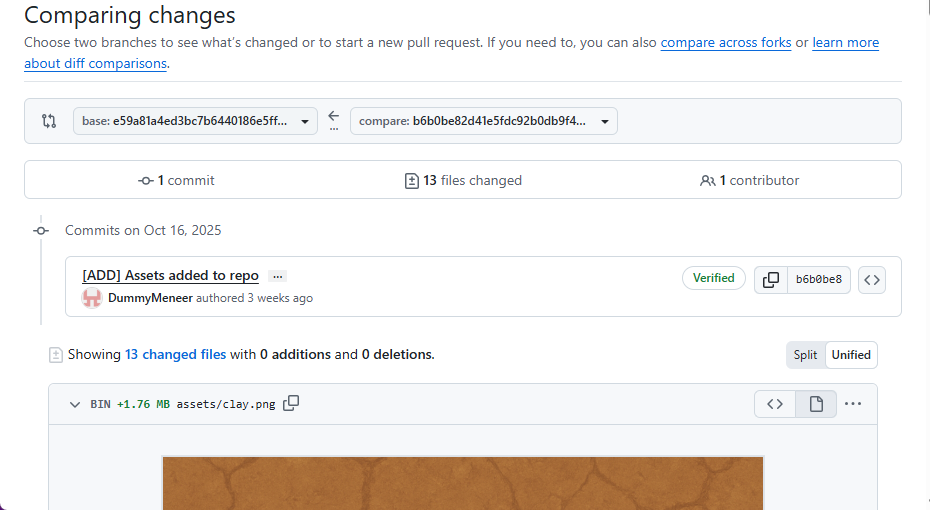 Comparing changes
Choose two branches to see what's changed or to start a new pull request. If you need to, you can also compare across forks or learn more
about diff comparisons.
base: e59a81a4ed3bc7b6440186e5ff... compare: b6b0be82d41e5fdc92b0db9f4...
1 commit 13 files changed 1 contributor
Commits on Oct 16, 2025
[ADD] Assets added to repo ...
Verified b6b0be8
DummyMeneer authored 3 weeks ago
Showing 13 changed files with 0 additions and 0 deletions.
Split Unified
BIN +1.76 MB assets/clay.png